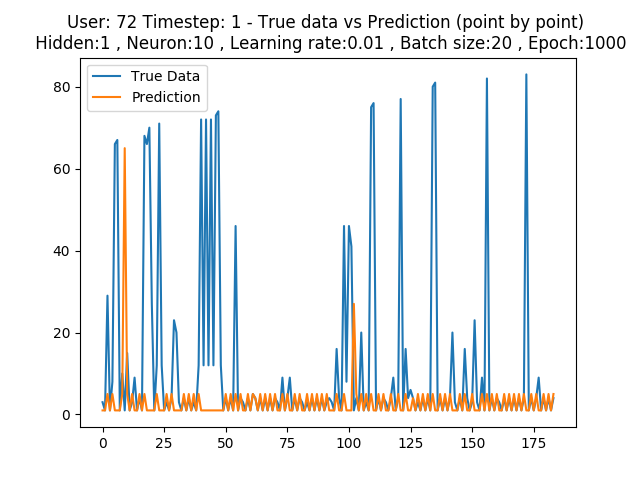 User: 72 Timestep: 1 - True data vs Prediction (point by point)
Hidden:1 , Neuron:10 , Learning rate:0.01 , Batch size:20 , Epoch:1000
True Data
Prediction
80
60
40
20
0
0 25 50 75 100 125 150 175